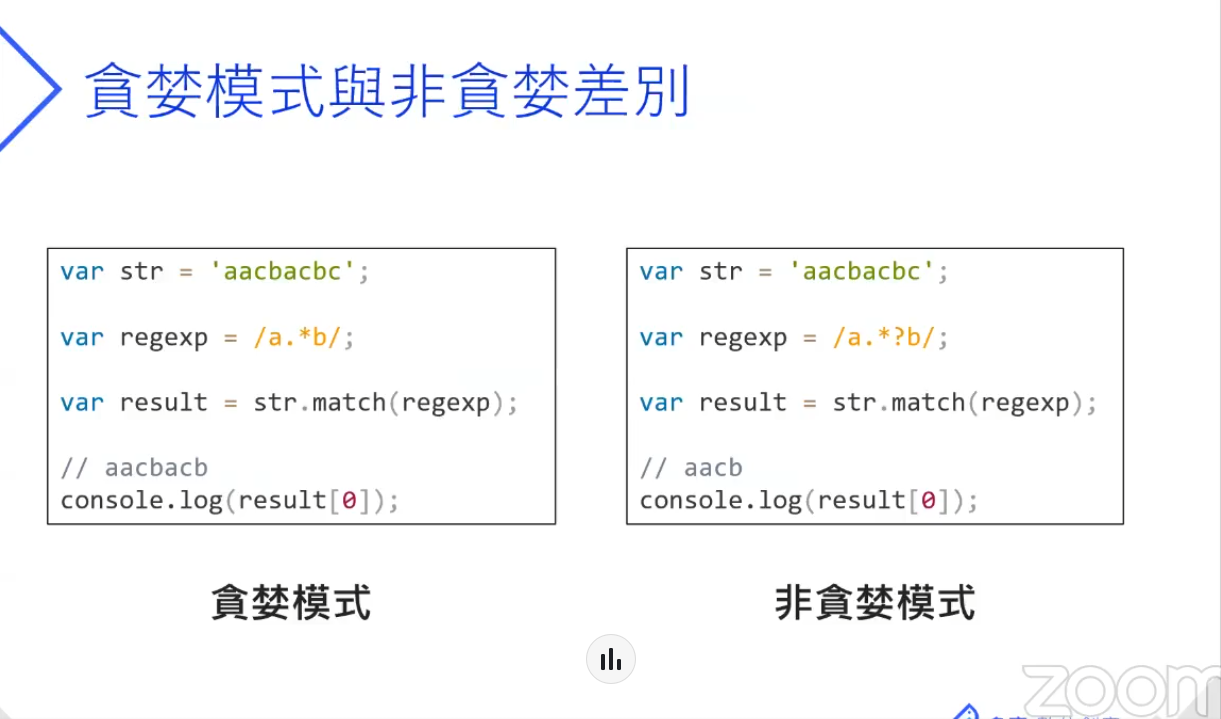 貪婪模式與非貪婪差別
var str = 'aacbacbc';
var regexp = /a.*b/;
var result = str.match(regexp);
// aacbacb
console.log(result[0]);
貪婪模式
var str = 'aacbacbc';
var regexp = /a.*?b/;
var result = str.match(regexp);
// aacb
console.log(result[0]);
非貪婪模式
zoom